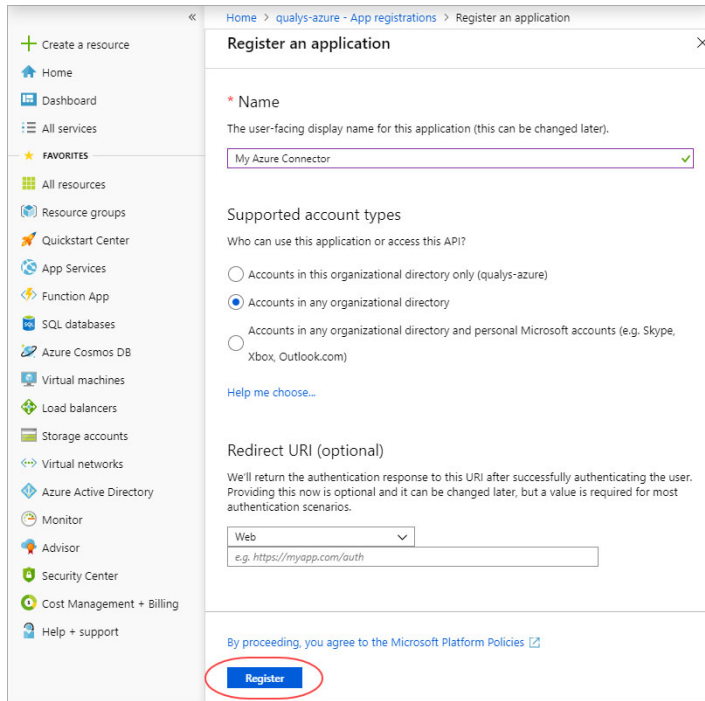 «
Create a resource
Home
Dashboard
All services
FAVORITES
All resources
Resource groups
Quickstart Center
App Services
Function App
SQL databases
Azure Cosmos DB
Virtual machines
Load balancers
Storage accounts
Virtual networks
Azure Active Directory
Monitor
Advisor
Security Center
Cost Management + Billing
Help + support
Home > qualys-azure - App registrations > Register an application
Register an application
* Name
The user-facing display name for this application (this can be changed later).
My Azure Connector
Supported account types
Who can use this application or access this API?
Accounts in this organizational directory only (qualys-azure)
Accounts in any organizational directory
Accounts in any organizational directory and personal Microsoft accounts (e.g. Skype,
Xbox, Outlook.com)
Help me choose...
Redirect URI (optional)
We'll return the authentication response to this URI after successfully authenticating the user.
Providing this now is optional and it can be changed later, but a value is required for most
authentication scenarios.
Web
e.g. https://myapp.com/auth
By proceeding, you agree to the Microsoft Platform Policies
Register